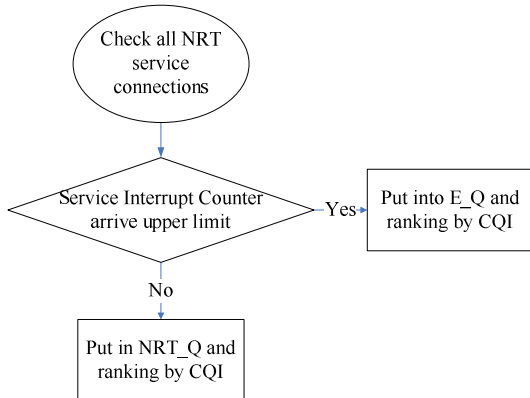 Check all NRT
service
connections
Service Interrupt Counter
arrive upper limit
Yes
Put into E_Q and
ranking by CQI
No
Put in NRT_Q and
ranking by CQI